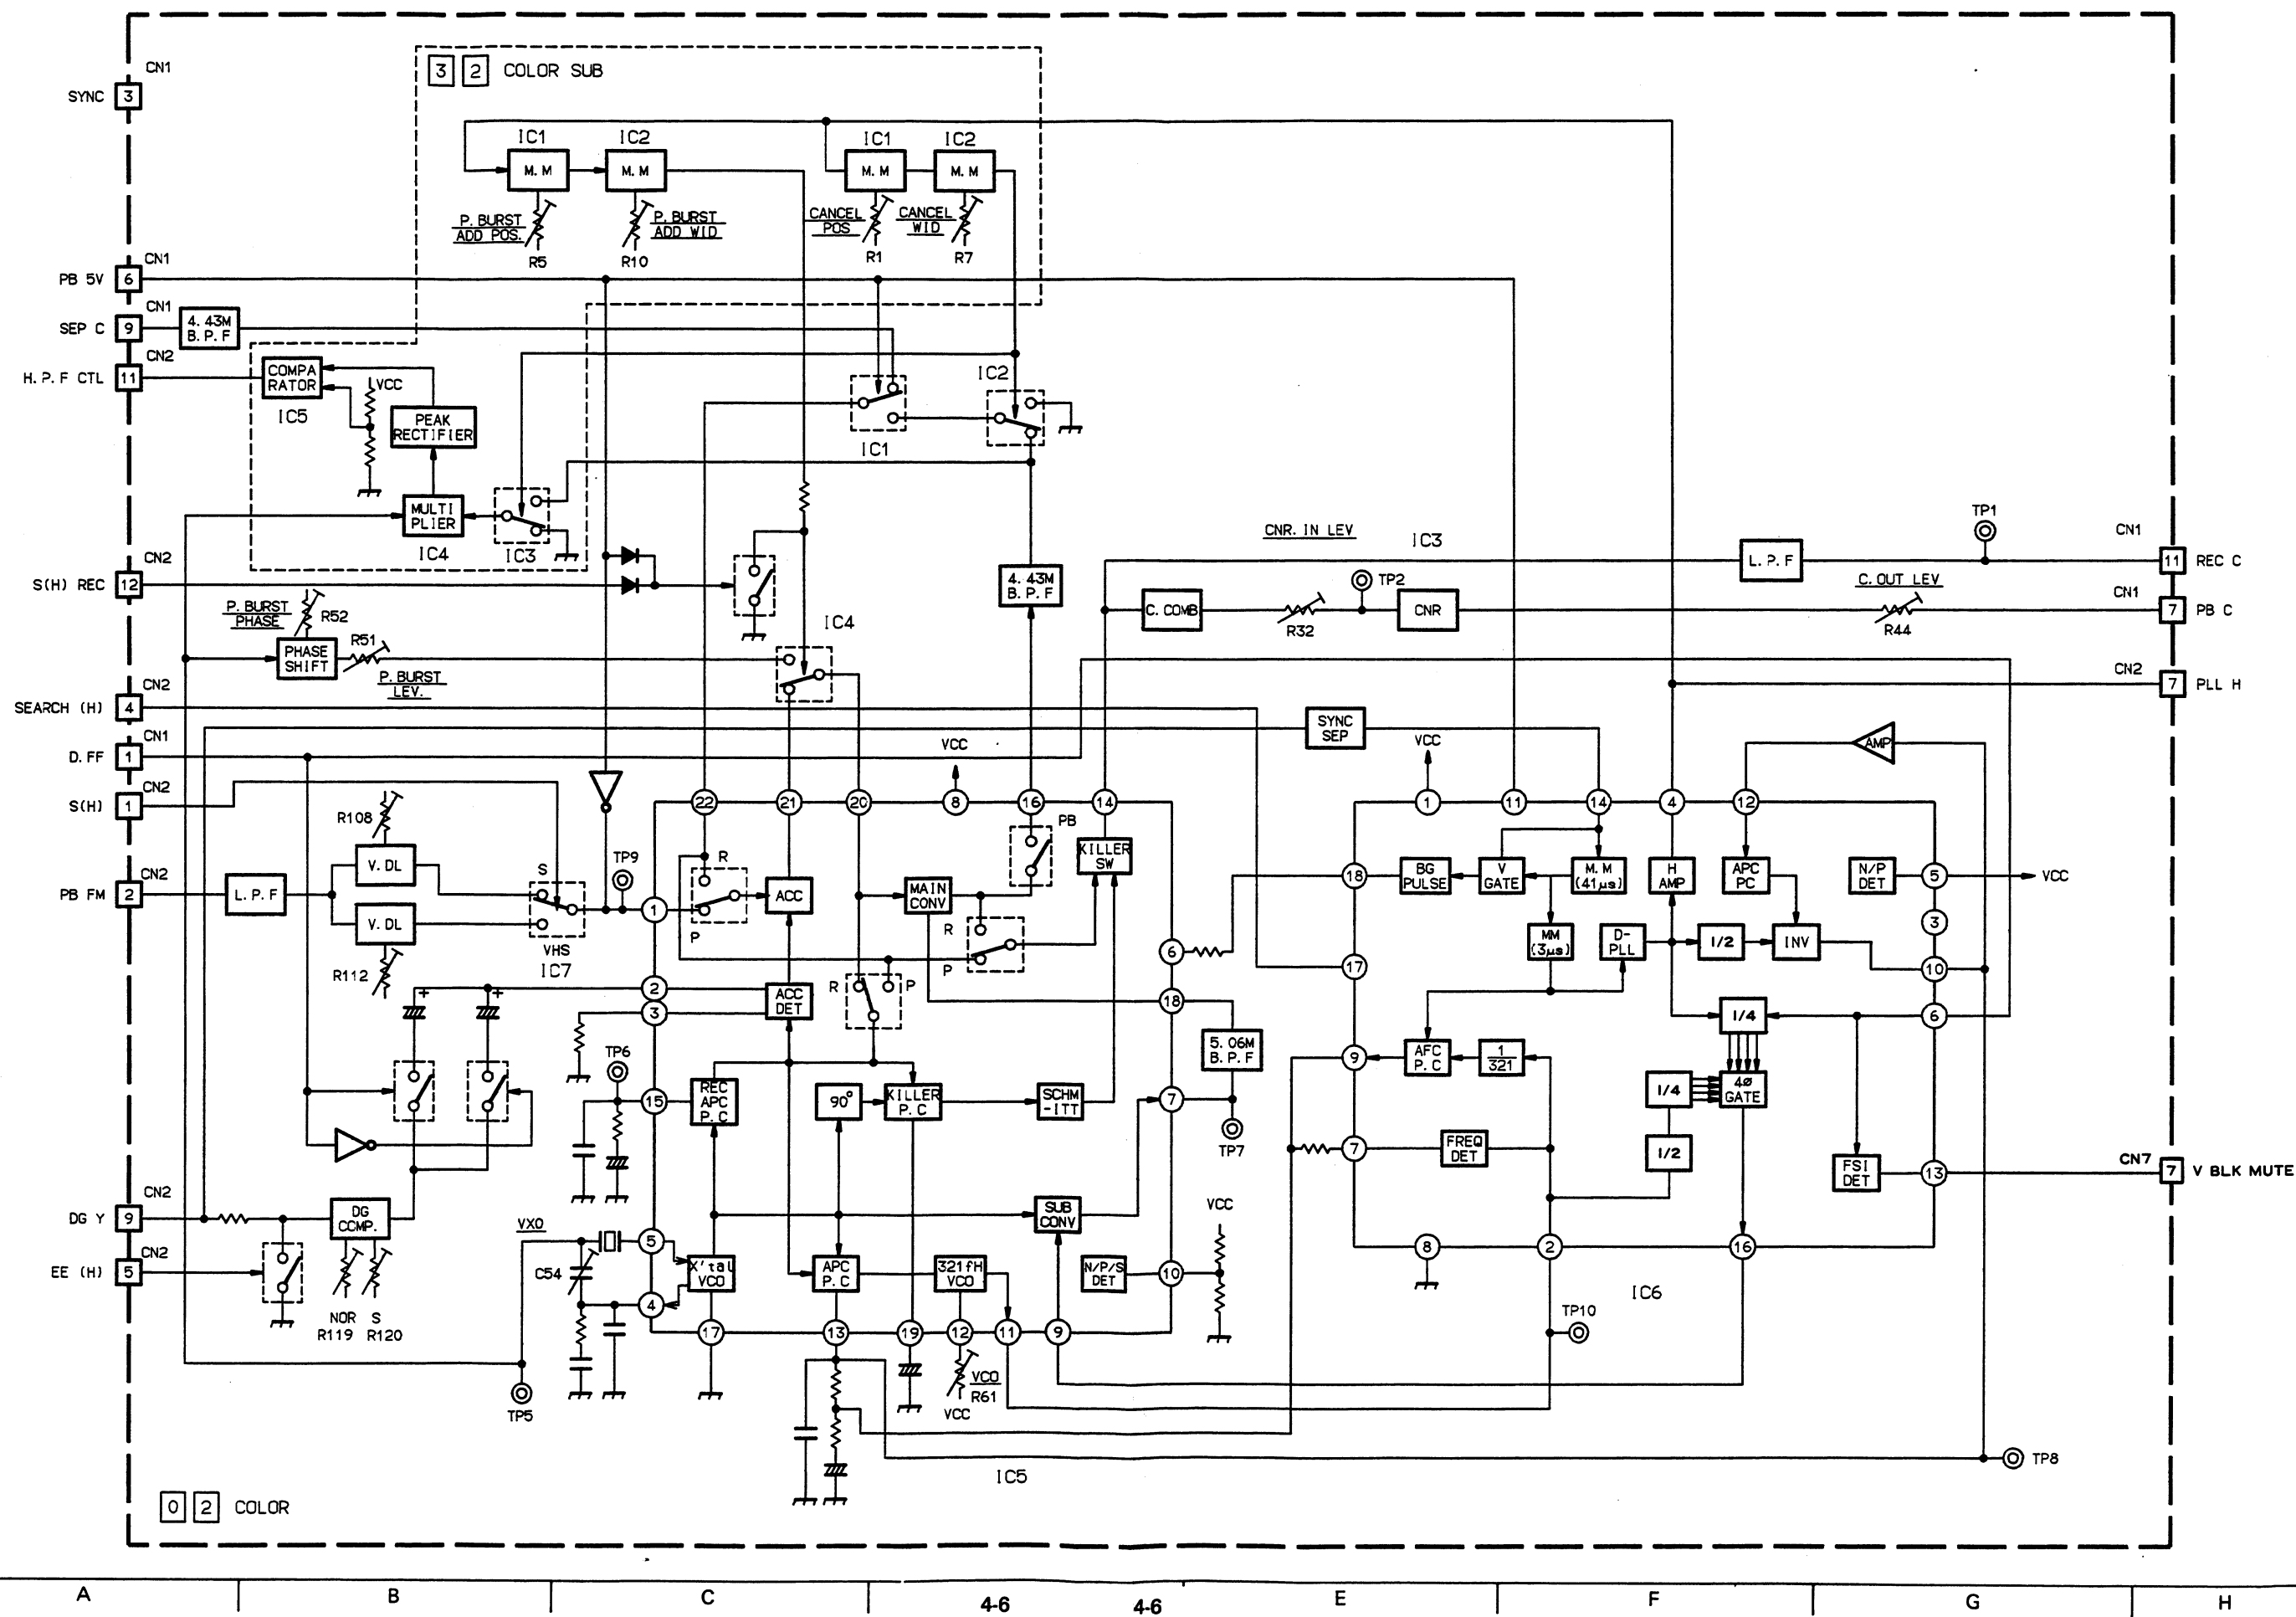 CN1
SYNC 3
3 2 COLOR SUB
IC1 IC2 IC1 IC2
M.M M.M M.M M.M
P.BURST ADD POS.
P.BURST ADD WID
CANCEL POS
CANCEL WID
R5 R10 R1 R7
CN1
PB 5V 6
CN1
SEP C 9
4.43M
B.P.F
CN2
H.P.F CTL 11
COMPA
RATOR
IC5
VCC
PEAK
RECTIFIER
IC2
IC1
MULTI
PLIER
IC4
IC3
CN2
S(H) REC 12
4.43M
B.P.F
CNR.IN LEV
IC3
TP1
CN1
L.P.F
11 REC C
P.BURST
PHASE
R52
R51
PHASE
SHIFT
P.BURST
LEV.
IC4
C.COMB
R32
TP2
CNR
C.OUT LEV
R44
CN1
7 PB C
CN2
7 PLL H
CN2
SEARCH (H) 4
CN1
D.FF 1
CN2
S(H) 1
SYNC
SEP
VCC
VCC
AMP
22 21 20 8 16 14
1 11 14 4 12
R108
V.DL
CN2
PB FM 2
L.P.F
V.DL
R112
S
VHS
IC7
TP9
1
R
P
ACC
MAIN
CONV
PB
KILLER
SW
R
P
6
18
BG
PULSE
V
GATE
M.M
(41µs)
H
AMP
APC
PC
N/P
DET
5
VCC
3
MM
(3µs)
D-
PLL
1/2
INV
10
17
2
3
ACC
DET
R
P
18
5.06M
B.P.F
1/4
6
TP6
15
REC
APC
P.C
90°
KILLER
P.C
SCHM
-ITT
7
TP7
9
AFC
P.C
1
321
1/4
4Ø
GATE
7
FREQ
DET
1/2
FSI
DET
13
CN7
7 V BLK MUTE
CN2
DG Y 9
DG
COMP.
CN2
EE (H) 5
NOR S
R119 R120
VXO
C54
5
4
X'tal
VCO
SUB
CONV
APC
P.C
321fH
VCO
N/P/S
DET
10
VCC
8 2 16
IC6
TP10
17 13 19 12 11 9
VCO
R61
VCC
TP5
IC5
TP8
0 2 COLOR
A B C 4-6 4-6 E F G H